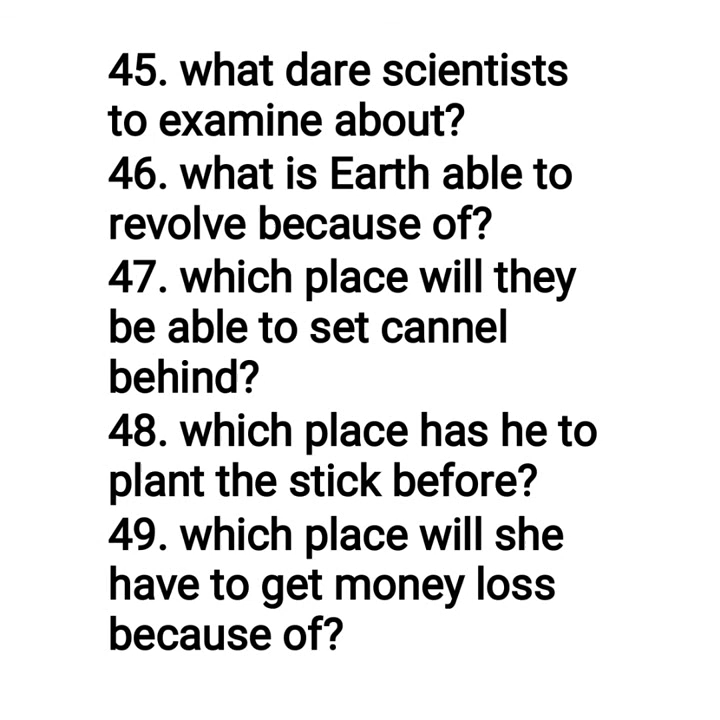 45. what dare scientists
to examine about?
46. what is Earth able to
revolve because of?
47. which place will they
be able to set cannel
behind?
48. which place has he to
plant the stick before?
49. which place will she
have to get money loss
because of?